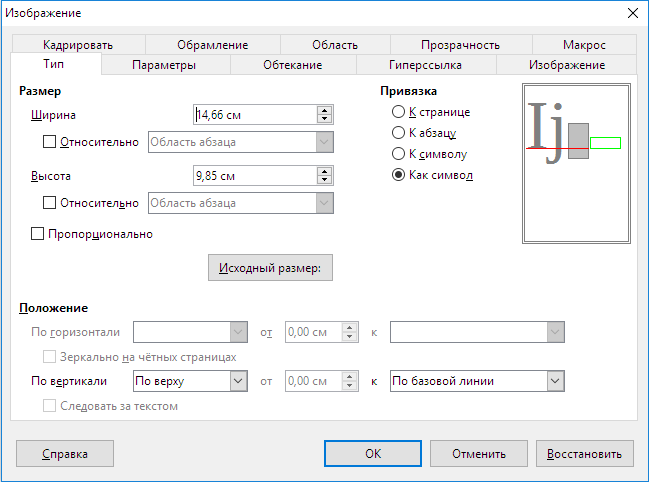 Изображение
Кадрировать Обрамление Область Прозрачность Макрос
Тип Параметры Обтекание Гиперссылка Изображение
Размер Привязка
Ширина 14,66 см К странице
Относительно Область абзаца К абзацу
К символу
Высота 9,85 см Как символ
Относительно Область абзаца
Пропорционально
Исходный размер:
Ij
Положение
По горизонтали от 0,00 см к
Зеркально на чётных страницах
По вертикали По верху от 0,00 см к По базовой линии
Следовать за текстом
Справка ОК Отменить Восстановить